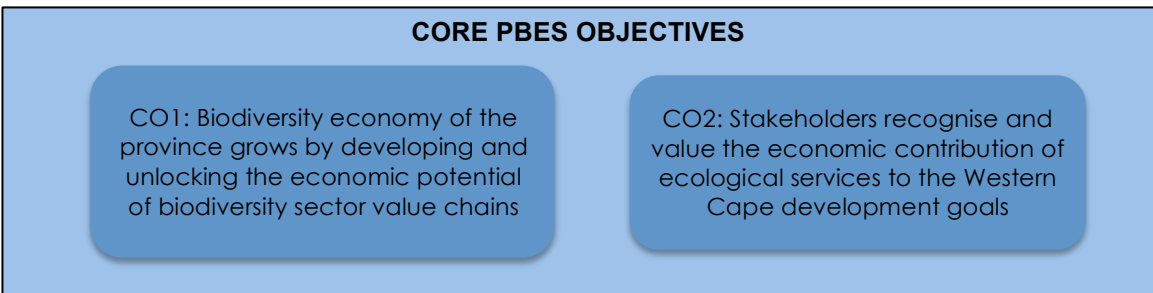 CORE PBES OBJECTIVES
CO1: Biodiversity economy of the
province grows by developing and
unlocking the economic potential
of biodiversity sector value chains
CO2: Stakeholders recognise and
value the economic contribution of
ecological services to the Western
Cape development goals